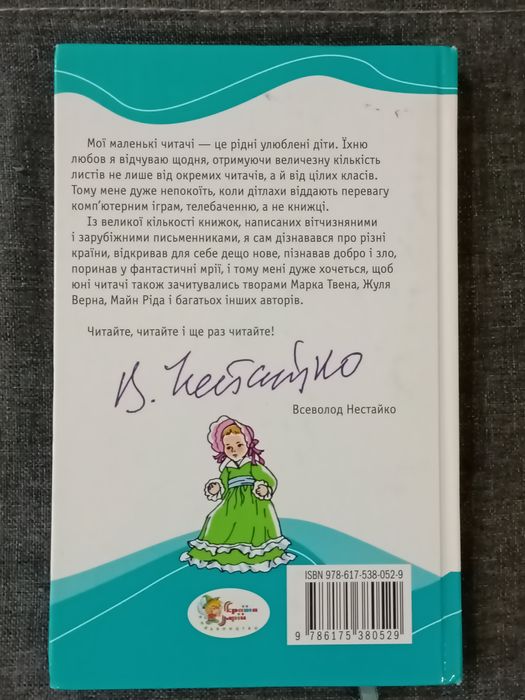 Мої маленькі читачі — це рідні улюблені діти. Їхню
любов я відчуваю щодня, отримуючи величезну кількість
листів не лише від окремих читачів, а й від цілих класів.
Тому мене дуже непокоїть, коли дітлахи віддають перевагу
комп’ютерним іграм, телебаченню, а не книжці.
Із великої кількості книжок, написаних вітчизняними
і зарубіжними письменниками, я сам дізнавався про різні
країни, відкривав для себе дещо нове, пізнавав добро і зло,
поринав у фантастичні мрії, і тому мені дуже хочеться, щоб
юні читачі також зачитувались творами Марка Твена, Жуля
Верна, Майн Ріда і багатьох інших авторів.
Читайте, читайте і ще раз читайте!
В. Нестайко
Всеволод Нестайко
ISBN 978-617-538-052-9
9 786175 380529
Країна
Мрій
видавництво